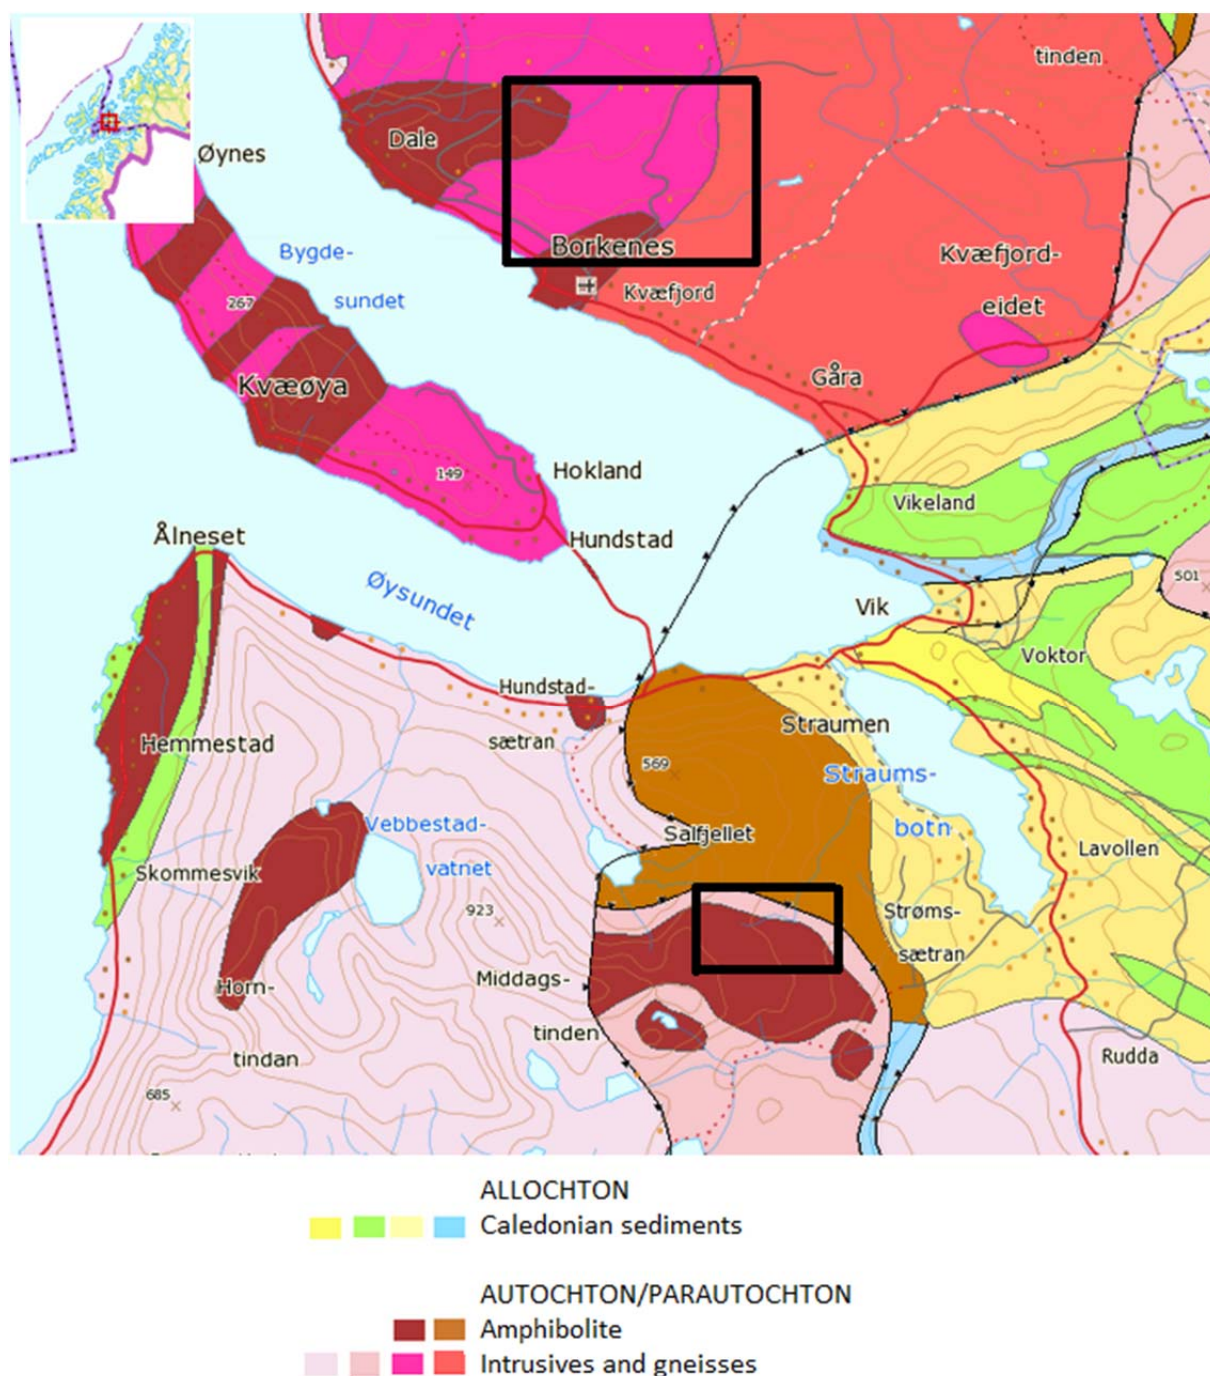 tinden
Dale
Øynes
Borkenes
Bygde-
sundet
267
Kvæfjord-
eidet
Kvæfjord
Gåra
Kvæøya
149
Hokland
Hundstad
Vikeland
Ålneset
Øysundet
501
Vik
Voktor
Hundstad-
sætran
Straumen
Hemmestad
569
Straums-
botn
Vebbestad-
vatnet
Salfjellet
Lavollen
Skommesvik
923
Strøms-
sætran
Horn-
tindan
Middags-
tinden
Rudda
685
ALLOCHTON
Caledonian sediments
AUTOCHTON/PARAUTOCHTON
Amphibolite
Intrusives and gneisses